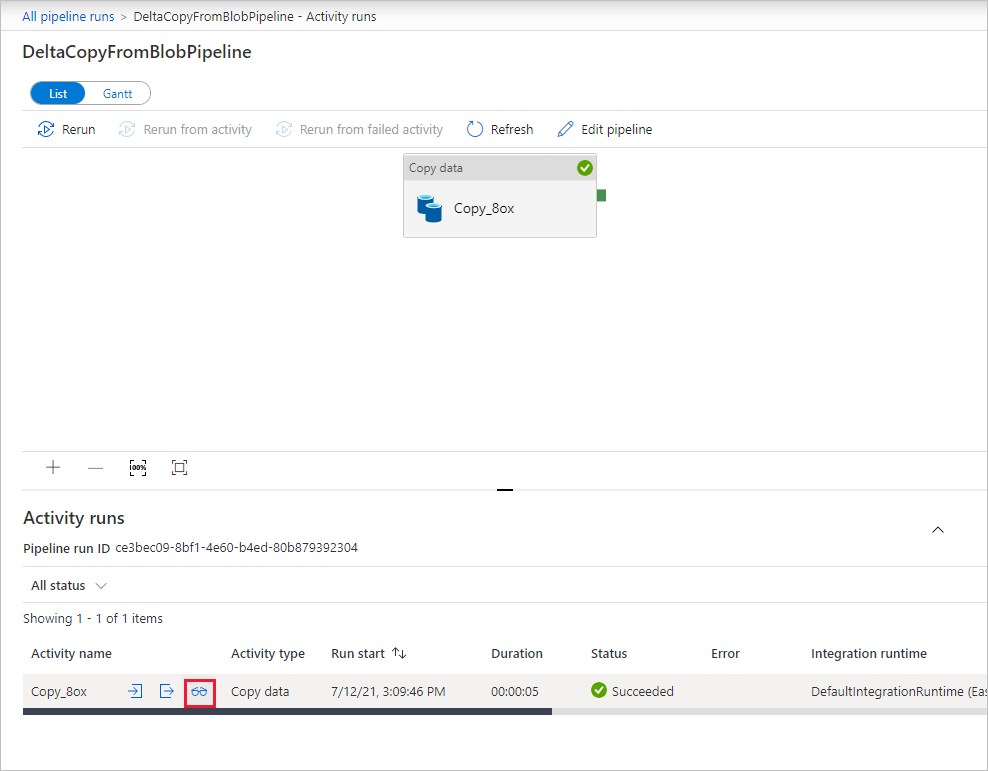 All pipeline runs > DeltaCopyFromBlobPipeline - Activity runs
DeltaCopyFromBlobPipeline
List Gantt
Rerun Rerun from activity Rerun from failed activity Refresh Edit pipeline
Copy data
Copy_8ox
100%
Activity runs
Pipeline run ID ce3bec09-8bf1-4e60-b4ed-80b879392304
All status
Showing 1 - 1 of 1 items
Activity name Activity type Run start Duration Status Error Integration runtime
Copy_8ox Copy data 7/12/21, 3:09:46 PM 00:00:05 Succeeded DefaultIntegrationRuntime (Eas